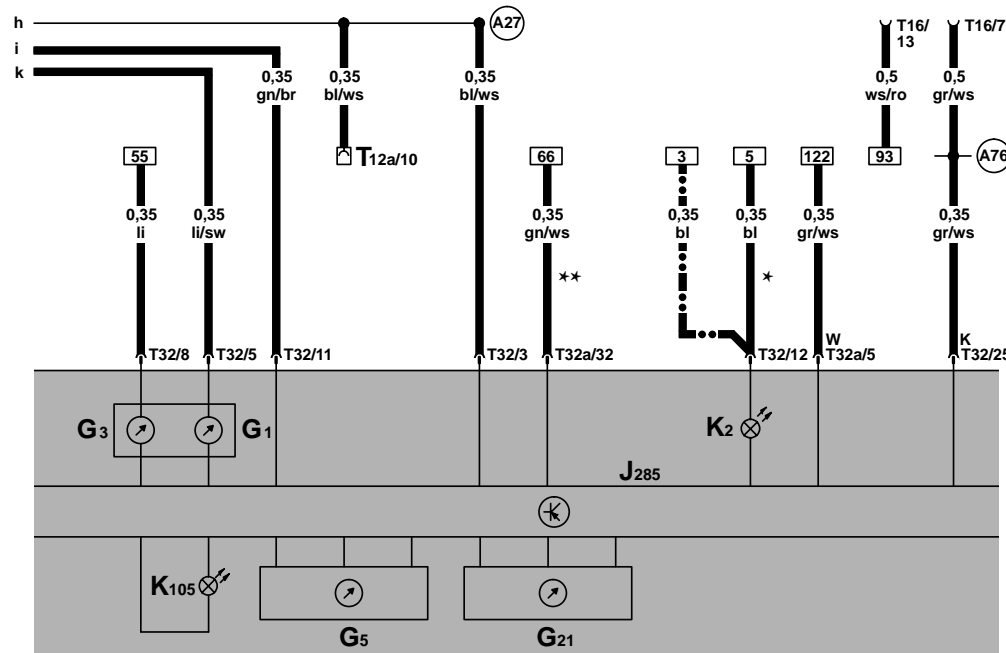 h
A27
T16/
13
T16/7
i
k
0,35
gn/br
0,35
bl/ws
0,35
bl/ws
0,5
ws/ro
0,5
gr/ws
55
T12a/10
66
3
5
122
93
A76
0,35
li
0,35
li/sw
0,35
gn/ws
0,35
bl
0,35
bl
0,35
gr/ws
0,35
gr/ws
**
*
W
K
T32/8
T32/5
T32/11
T32/3
T32a/32
T32/12
T32a/5
T32/25
G3
G1
K2
J285
K105
G5
G21